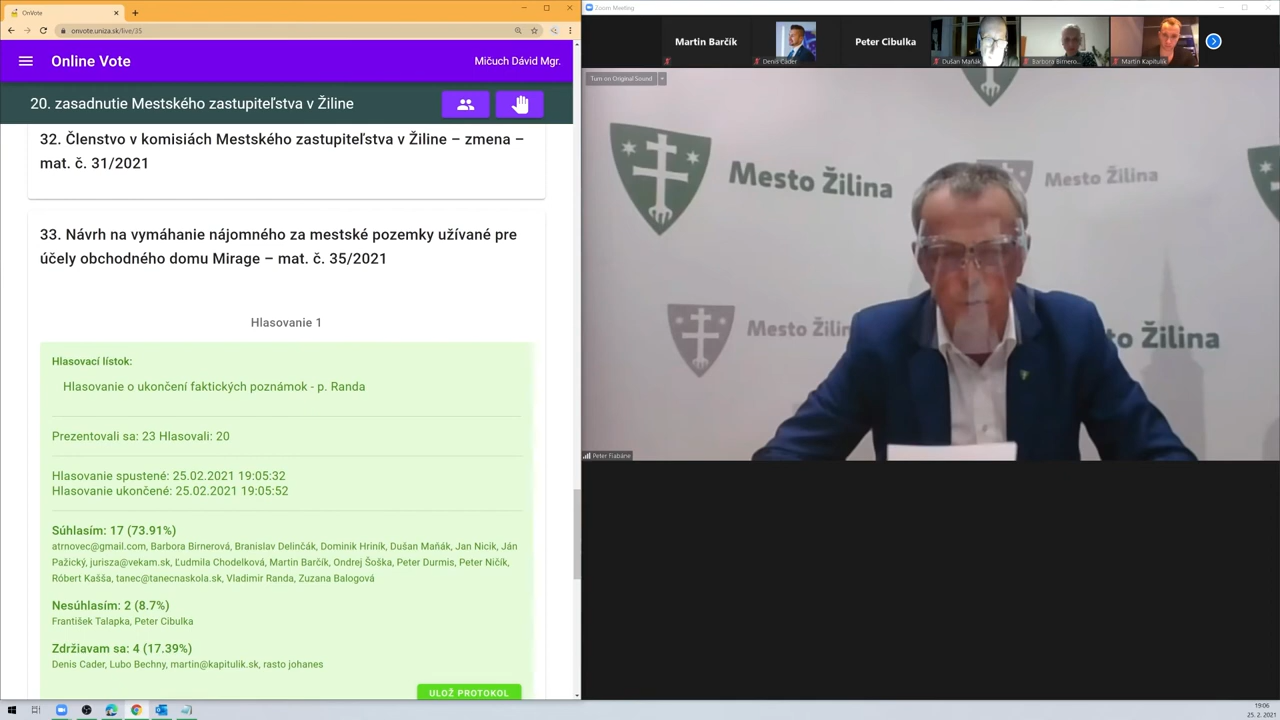 OnVote
onvote.uniza.sk/live/35
Online Vote
Mičuch Dávid Mgr.
20. zasadnutie Mestského zastupiteľstva v Žiline
32. Členstvo v komisiách Mestského zastupiteľstva v Žiline – zmena –
mat. č. 31/2021
33. Návrh na vymáhanie nájomného za mestské pozemky užívané pre
účely obchodného domu Mirage – mat. č. 35/2021
Hlasovanie 1
Hlasovací lístok:
Hlasovanie o ukončení faktických poznámok - p. Randa
Prezentovali sa: 23 Hlasovali: 20
Hlasovanie spustené: 25.02.2021 19:05:32
Hlasovanie ukončené: 25.02.2021 19:05:52
Súhlasím: 17 (73.91%)
atrnovec@gmail.com, Barbora Birnerová, Branislav Delinčák, Dominik Hriník, Dušan Maňák, Jan Nicik, Ján
Pažický, jurisza@vekam.sk, Ľudmila Chodelková, Martin Barčík, Ondrej Šoška, Peter Durmis, Peter Ničík,
Róbert Kašša, tanec@tanecnaskola.sk, Vladimir Randa, Zuzana Balogová
Nesúhlasím: 2 (8.7%)
František Talapka, Peter Cibulka
Zdržiavam sa: 4 (17.39%)
Denis Cader, Lubo Bechny, martin@kapitulik.sk, rasto johanes
ULOŽ PROTOKOL
Zoom Meeting
Martin Barčík
Denis Cader
Peter Cibulka
Dušan Maňák
Barbora Birnero...
Martin Kapitulík
Turn on Original Sound
Mesto Žilina
Mesto Žilina
Mesto Žilin
to Žilina
Peter Fiabáne
19:06
25. 2. 2021